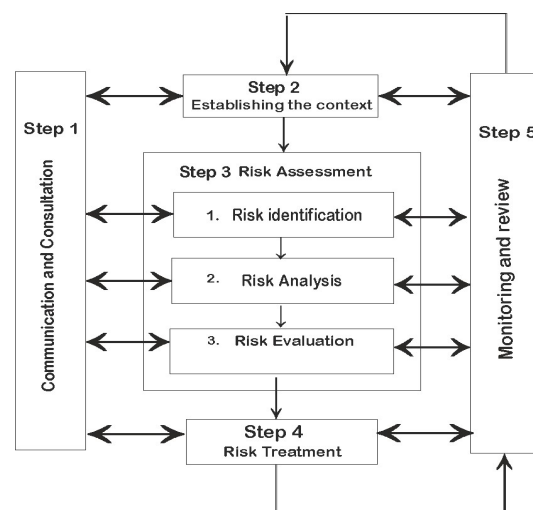 Step 1
Communication and Consultation
Step 2
Establishing the context
Step 3 Risk Assessment
1. Risk identification
2. Risk Analysis
3. Risk Evaluation
Step 4
Risk Treatment
Step 5
Monitoring and review